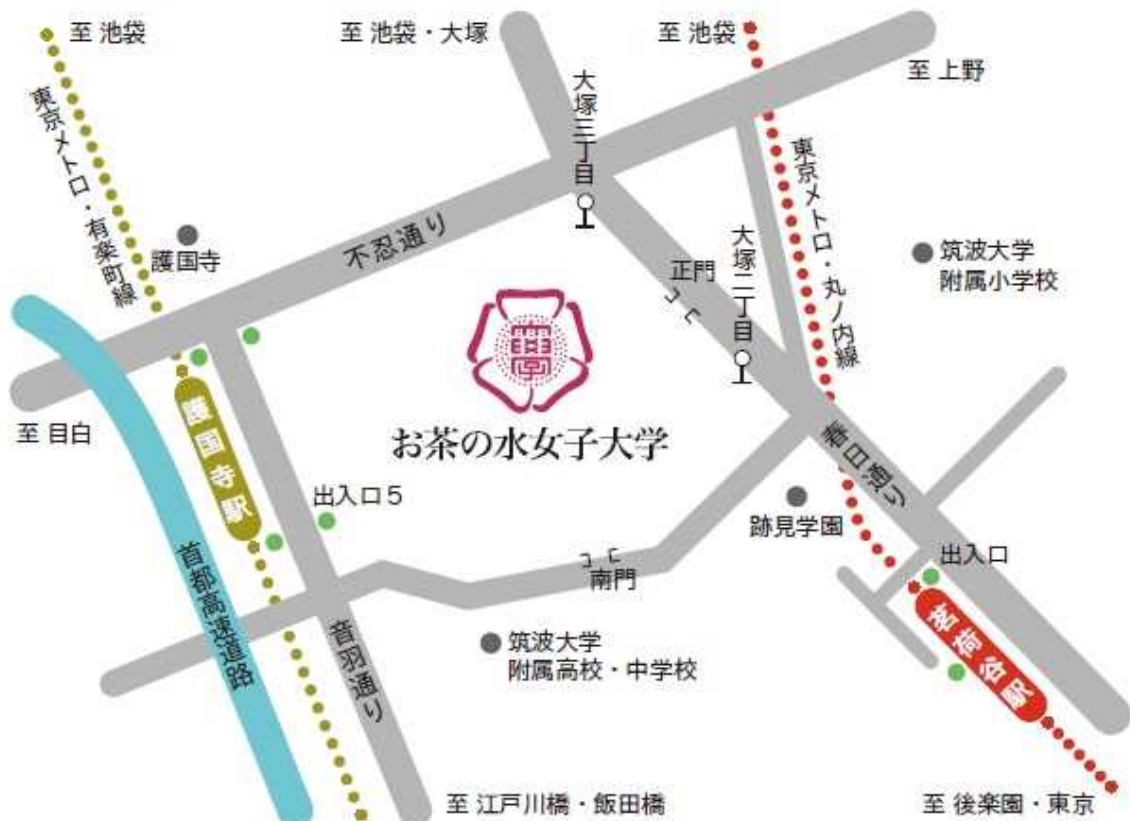 至 池袋
至 池袋・大塚
至 池袋
至 上野
東京メトロ・有楽町線
大塚三丁目
東京メトロ・丸ノ内線
護国寺
不忍通り
正門
大塚二丁目
筑波大学
附属小学校
至 目白
護国寺駅
お茶の水女子大学
春日通り
出入口5
跡見学園
出入口
首都高速道路
南門
茗荷谷駅
音羽通り
筑波大学
附属高校・中学校
至 江戸川橋・飯田橋
至 後楽園・東京